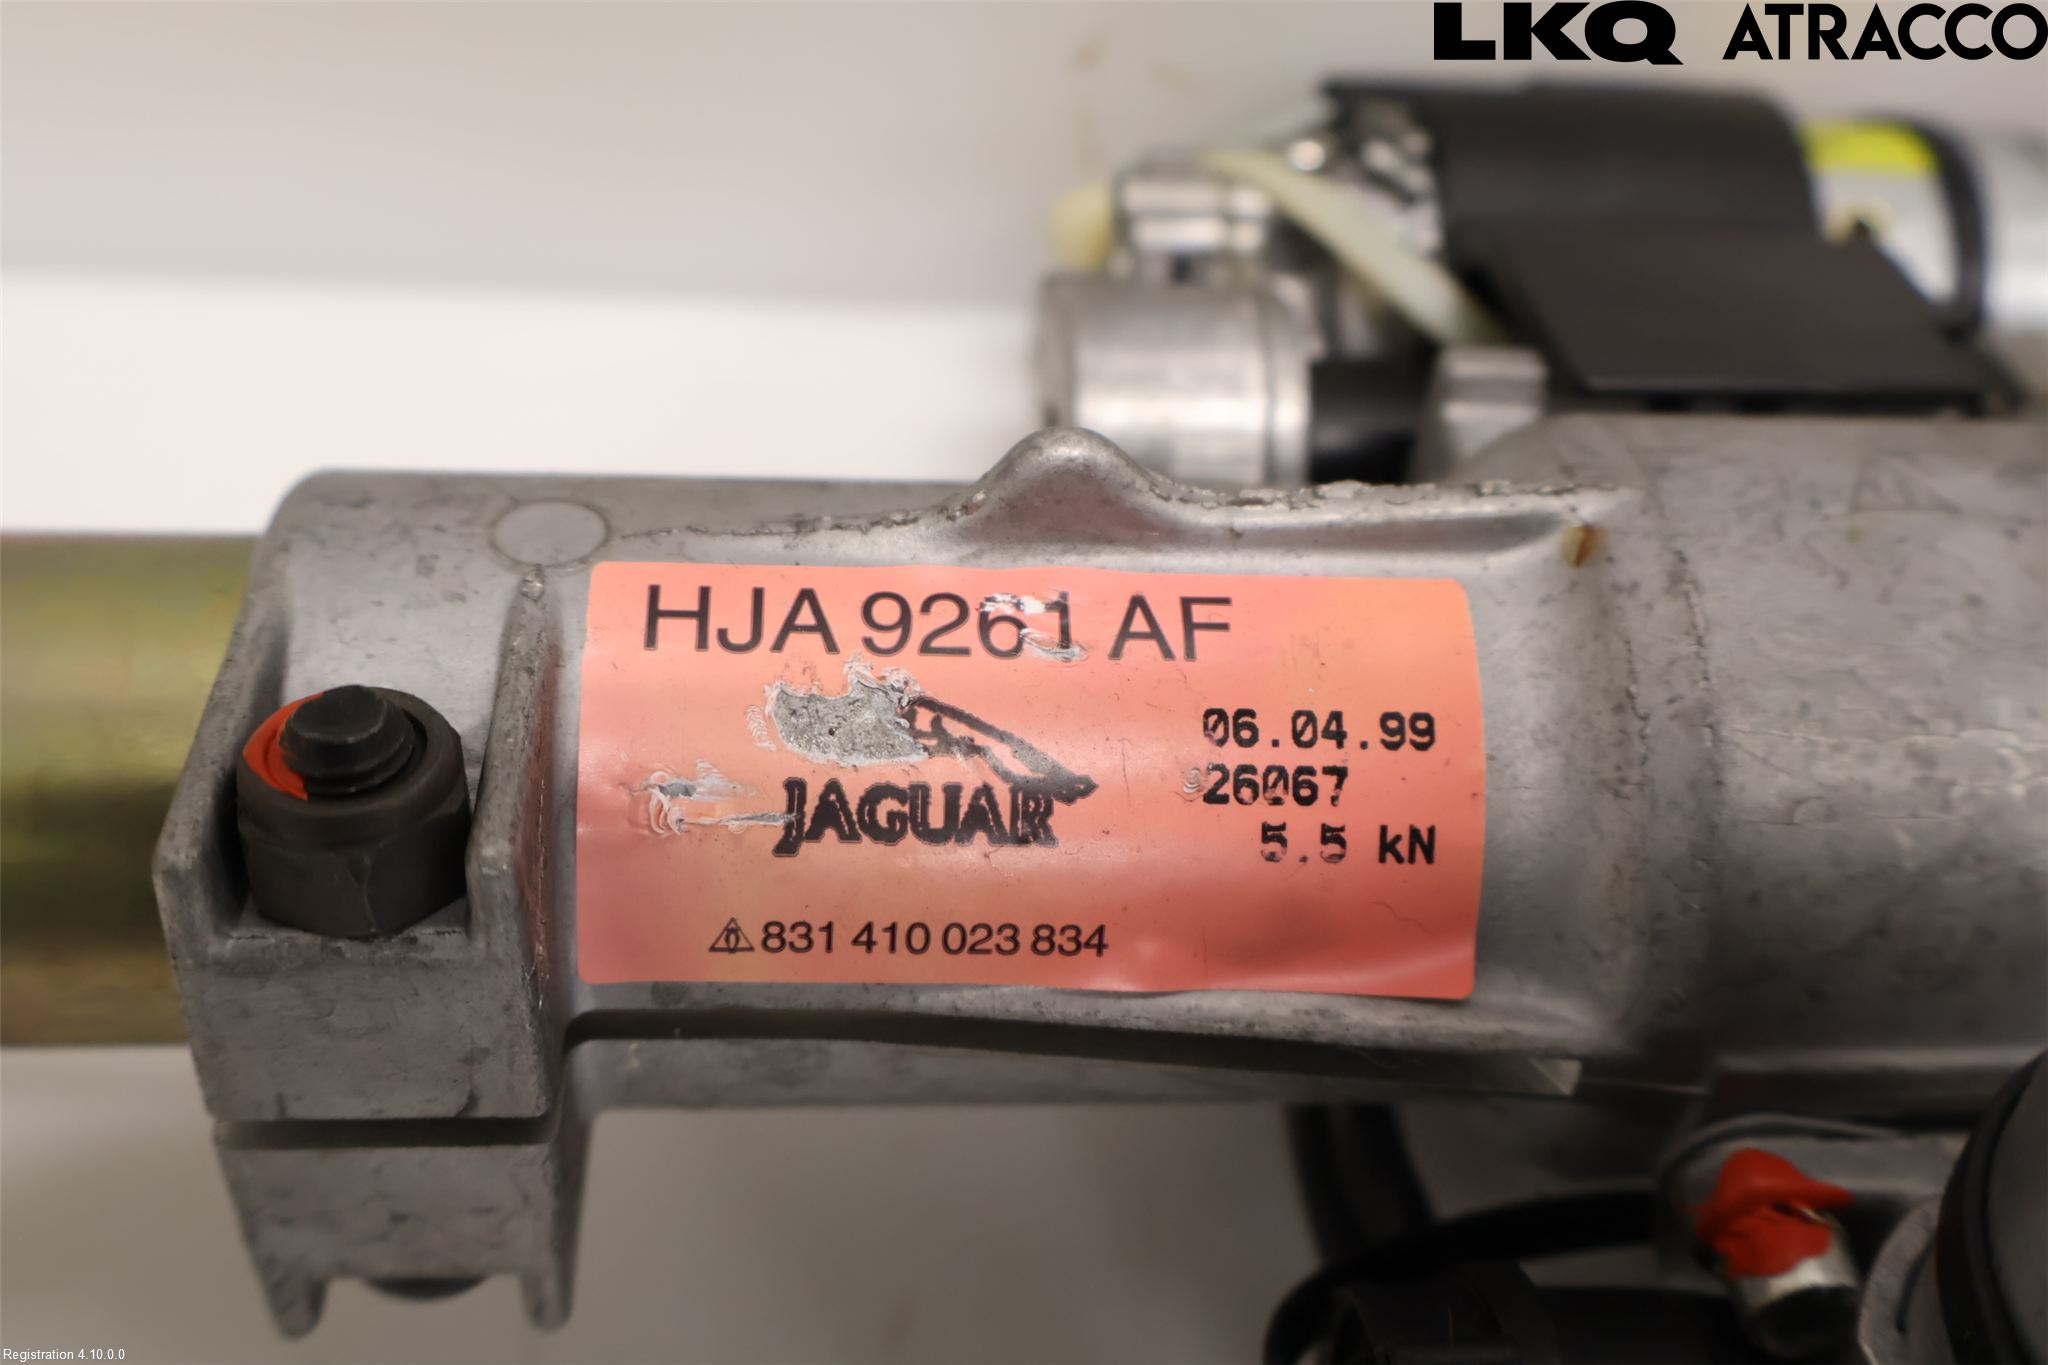 LKQ ATRACCO
HJA 9261 AF
06.04.99
26067
JAGUAR
5.5 kN
831 410 023 834
Registration 4.10.0.0